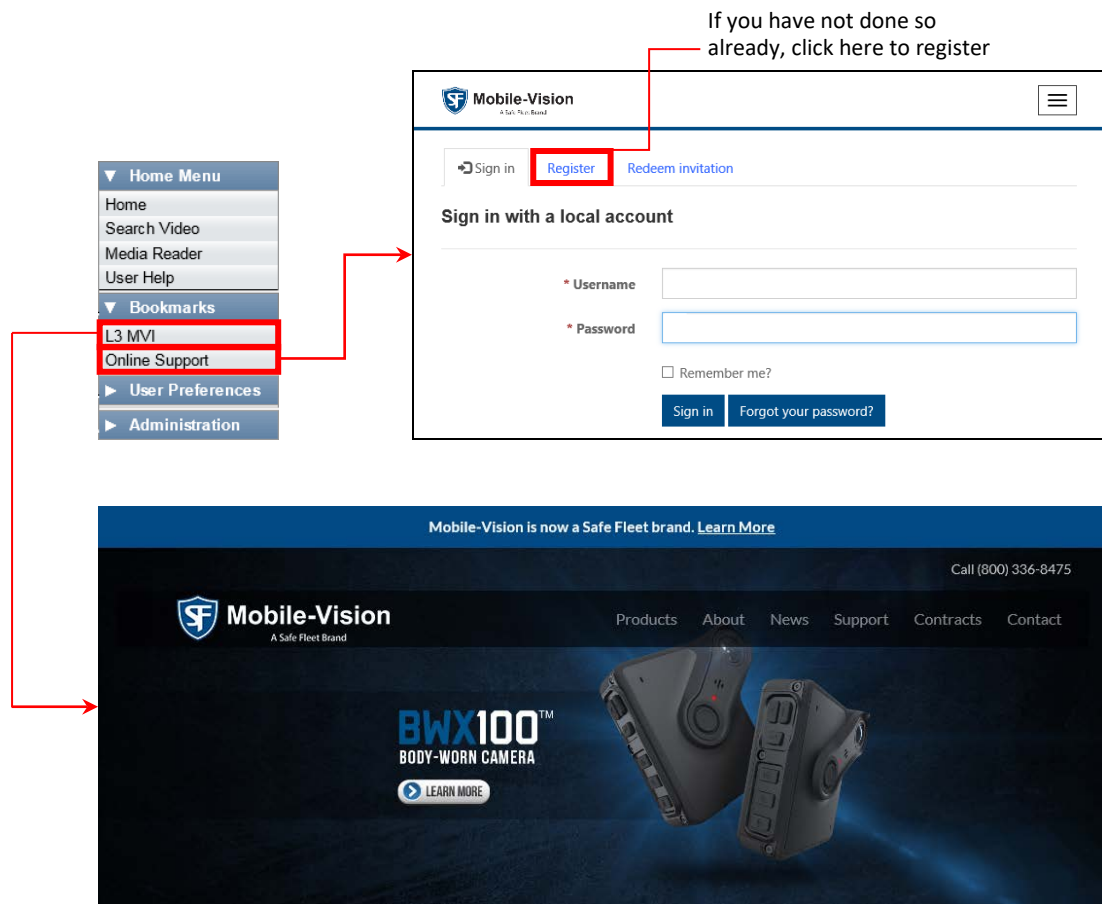 If you have not done so
already, click here to register
Mobile-Vision
A Safe Fleet Brand
Sign in Register Redeem invitation
Sign in with a local account
* Username
* Password
Remember me?
Sign in Forgot your password?
▼ Home Menu
Home
Search Video
Media Reader
User Help
▼ Bookmarks
L3 MVI
Online Support
► User Preferences
► Administration
Mobile-Vision is now a Safe Fleet brand. Learn More
Call (800) 336-8475
SF Mobile-Vision
A Safe Fleet Brand
Products About News Support Contracts Contact
BWX100™
BODY-WORN CAMERA
LEARN MORE